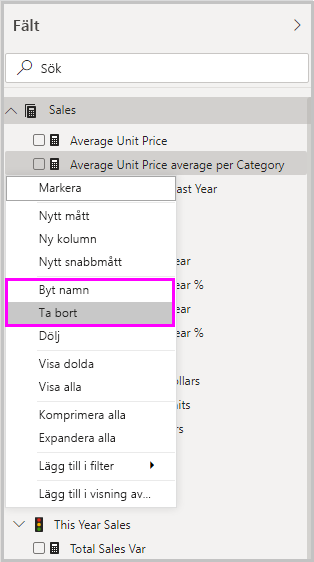 Fält
Sök
Sales
Average Unit Price
Average Unit Price average per Category
Markera
ast Year
Nytt mått
Ny kolumn
Nytt snabbmått
ear
Byt namn
ear %
Ta bort
ear
Dölj
ear %
Visa dolda
Visa alla
ollars
Komprimera alla
its
Expandera alla
rs
Lägg till i filter
Lägg till i visning av...
This Year Sales
Total Sales Var